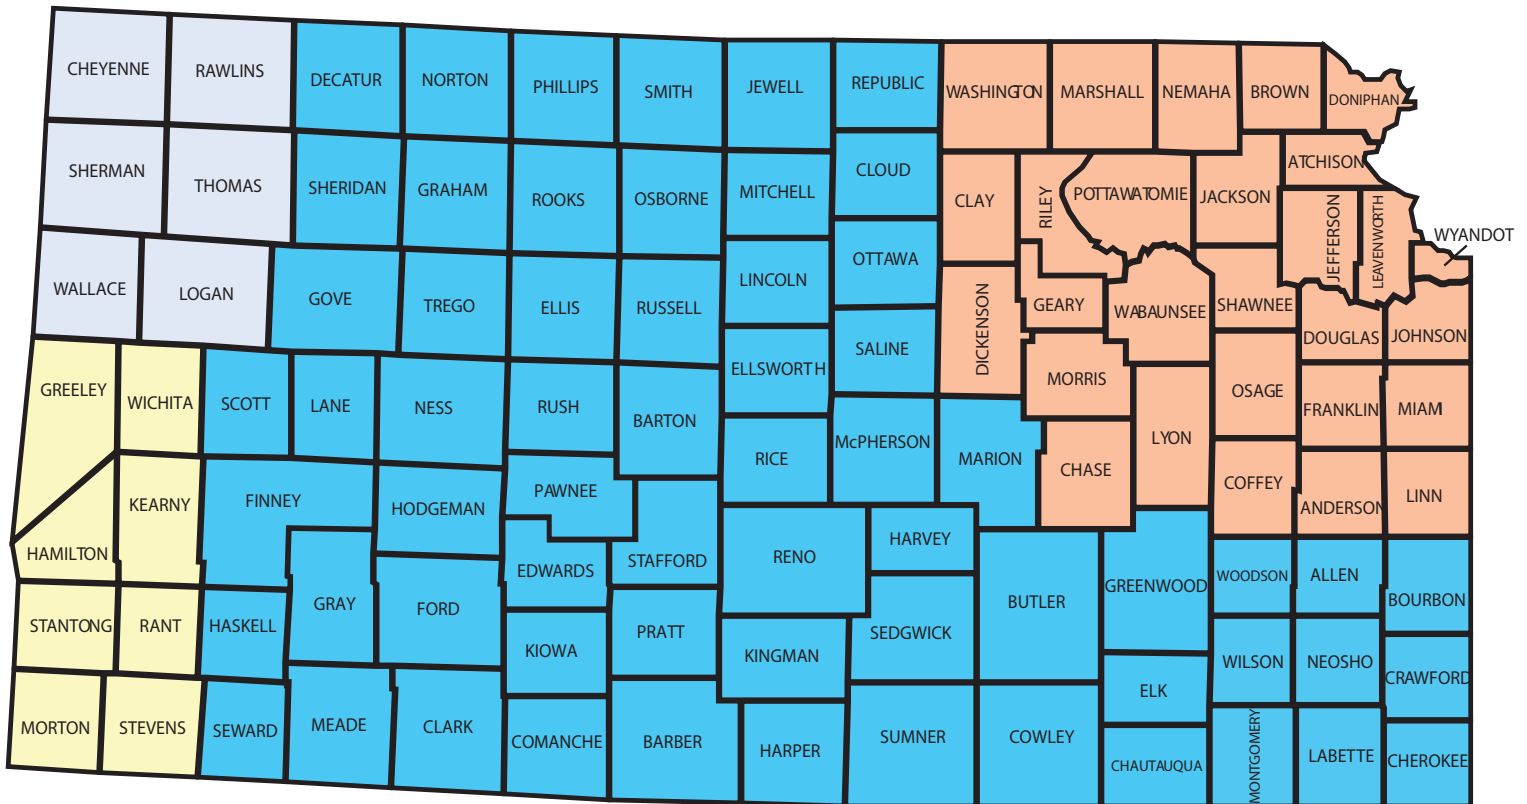 CHEYENNE
RAWLINS
DECATUR
NORTON
PHILLIPS
SMITH
JEWELL
REPUBLIC
WASHINGTON
MARSHALL
NEMAHA
BROWN
DONIPHAN
SHERMAN
THOMAS
SHERIDAN
GRAHAM
ROOKS
OSBORNE
MITCHELL
CLOUD
CLAY
RILEY
POTTAWATOMIE
JACKSON
ATCHISON
JEFFERSON
LEAVENWORTH
WYANDOT
WALLACE
LOGAN
GOVE
TREGO
ELLIS
RUSSELL
LINCOLN
OTTAWA
DICKENSON
GEARY
WABAUNSEE
SHAWNEE
DOUGLAS
JOHNSON
GREELEY
WICHITA
SCOTT
LANE
NESS
RUSH
BARTON
ELLSWORTH
SALINE
MORRIS
LYON
OSAGE
FRANKLIN
MIAMI
HAMILTON
KEARNY
FINNEY
HODGEMAN
PAWNEE
STAFFORD
RICE
McPHERSON
MARION
CHASE
COFFEY
ANDERSON
LINN
EDWARDS
RENO
HARVEY
STANTONG
RANT
HASKELL
GRAY
FORD
KIOWA
PRATT
KINGMAN
SEDGWICK
BUTLER
GREENWOOD
WOODSON
ALLEN
BOURBON
WILSON
NEOSHO
CRAWFORD
MORTON
STEVENS
SEWARD
MEADE
CLARK
COMANCHE
BARBER
HARPER
SUMNER
COWLEY
ELK
CHAUTAUQUA
MONTGOMERY
LABETTE
CHEROKEE